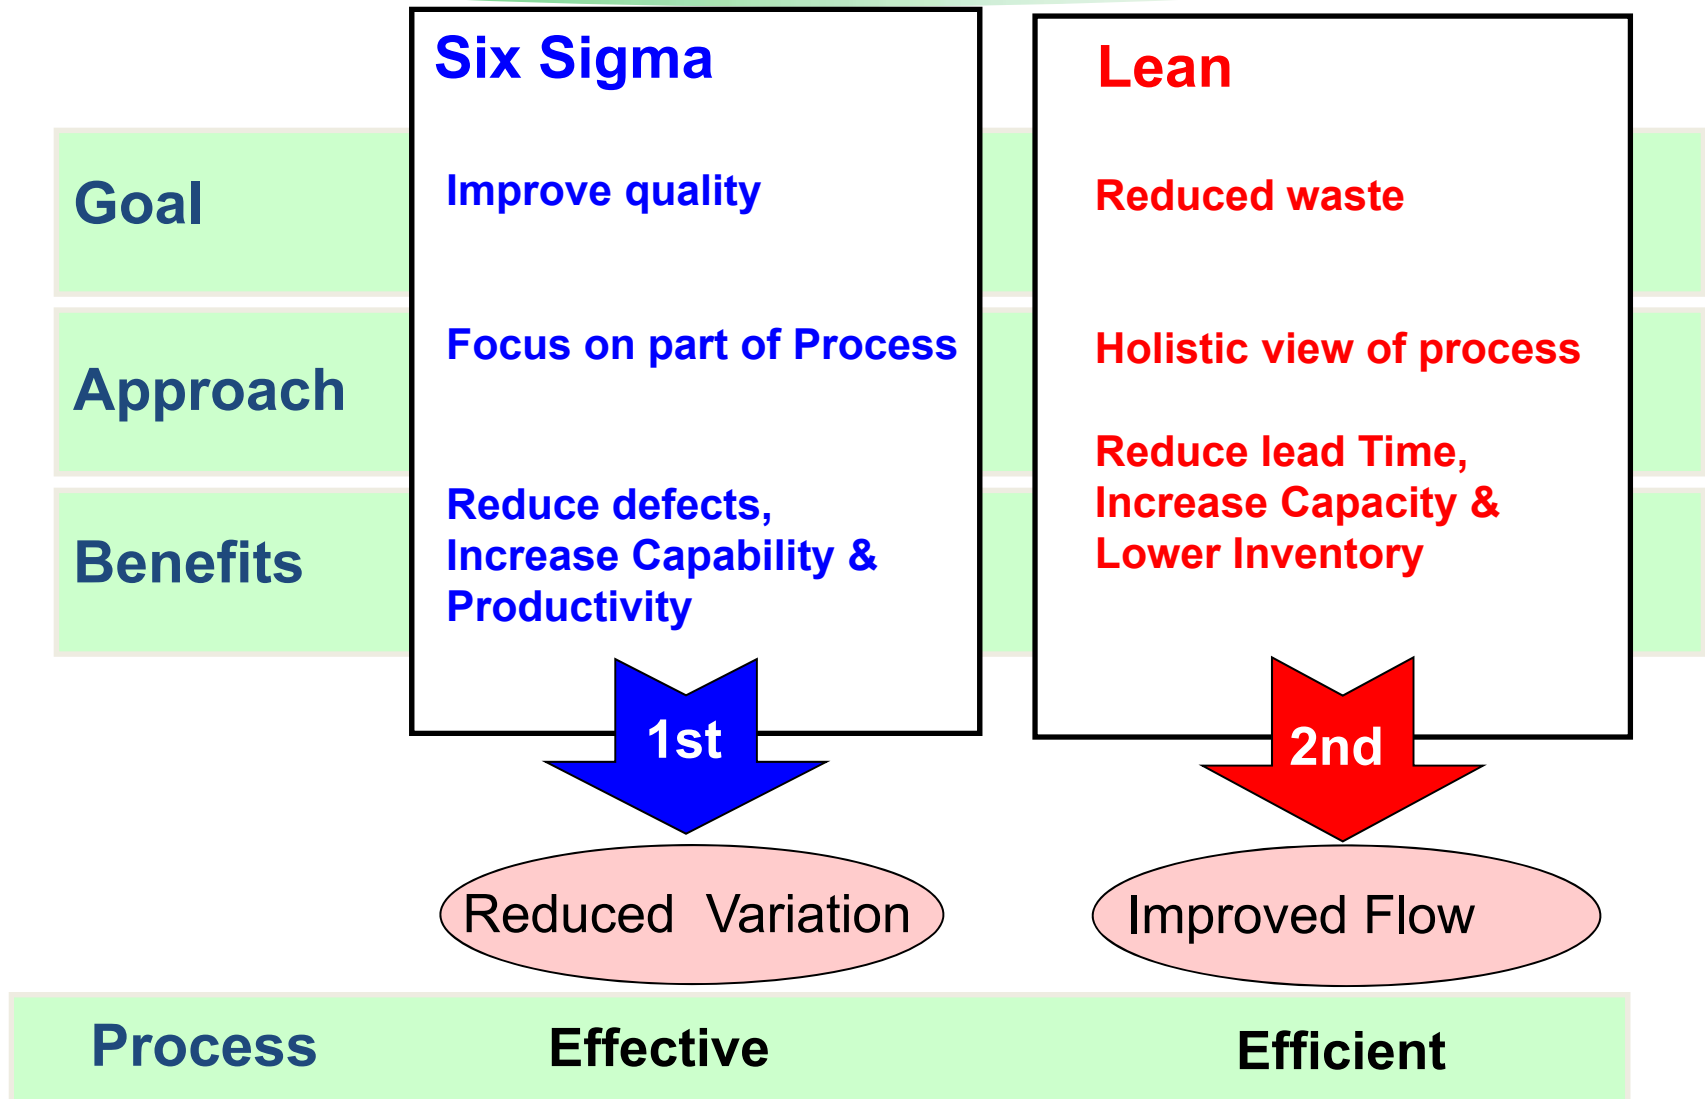 Six Sigma
Lean
Goal
Improve quality
Reduced waste
Approach
Focus on part of Process
Holistic view of process
Benefits
Reduce defects,
Increase Capability &
Productivity
Reduce lead Time,
Increase Capacity &
Lower Inventory
1st
2nd
Reduced  Variation
Improved Flow
Process
Effective
Efficient